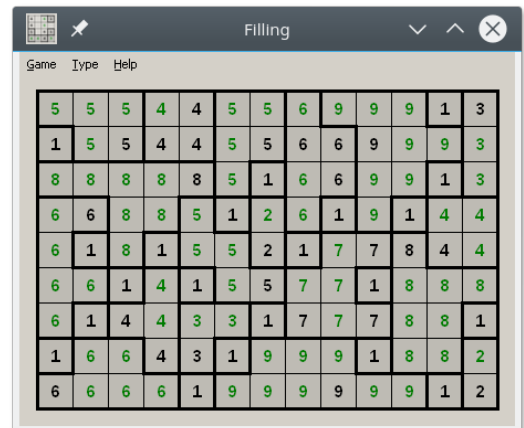 Filling
Game Type Help
5 5 5 4 4 5 5 6 9 9 9 1 3
1 5 5 4 4 5 5 6 6 9 9 9 3
8 8 8 8 8 5 1 6 6 9 9 1 3
6 6 8 8 5 1 2 6 1 9 1 4 4
6 1 8 1 5 5 2 1 7 7 8 4 4
6 6 1 4 1 5 5 7 7 1 8 8 8
6 1 4 4 3 3 1 7 7 7 8 8 1
1 6 6 4 3 1 9 9 9 1 8 8 2
6 6 6 6 1 9 9 9 9 9 9 1 2